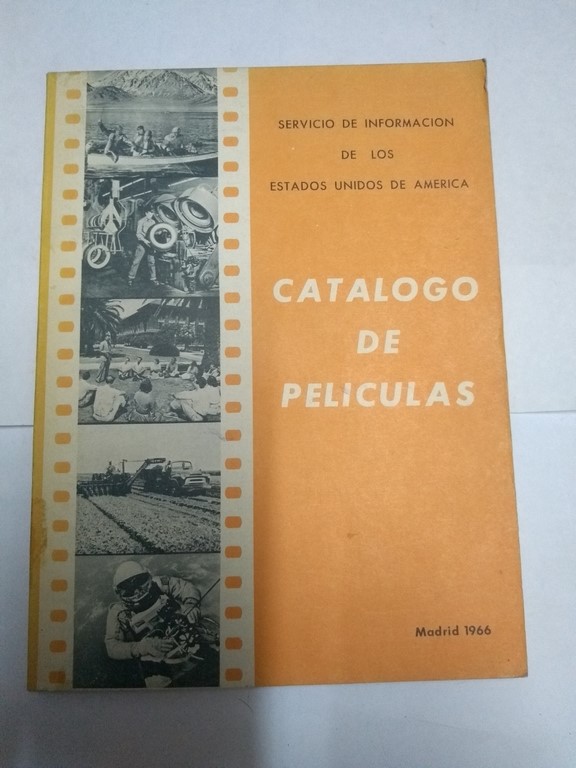 SERVICIO DE INFORMACION
DE LOS
ESTADOS UNIDOS DE AMERICA
CATALOGO
DE
PELICULAS
Madrid 1966